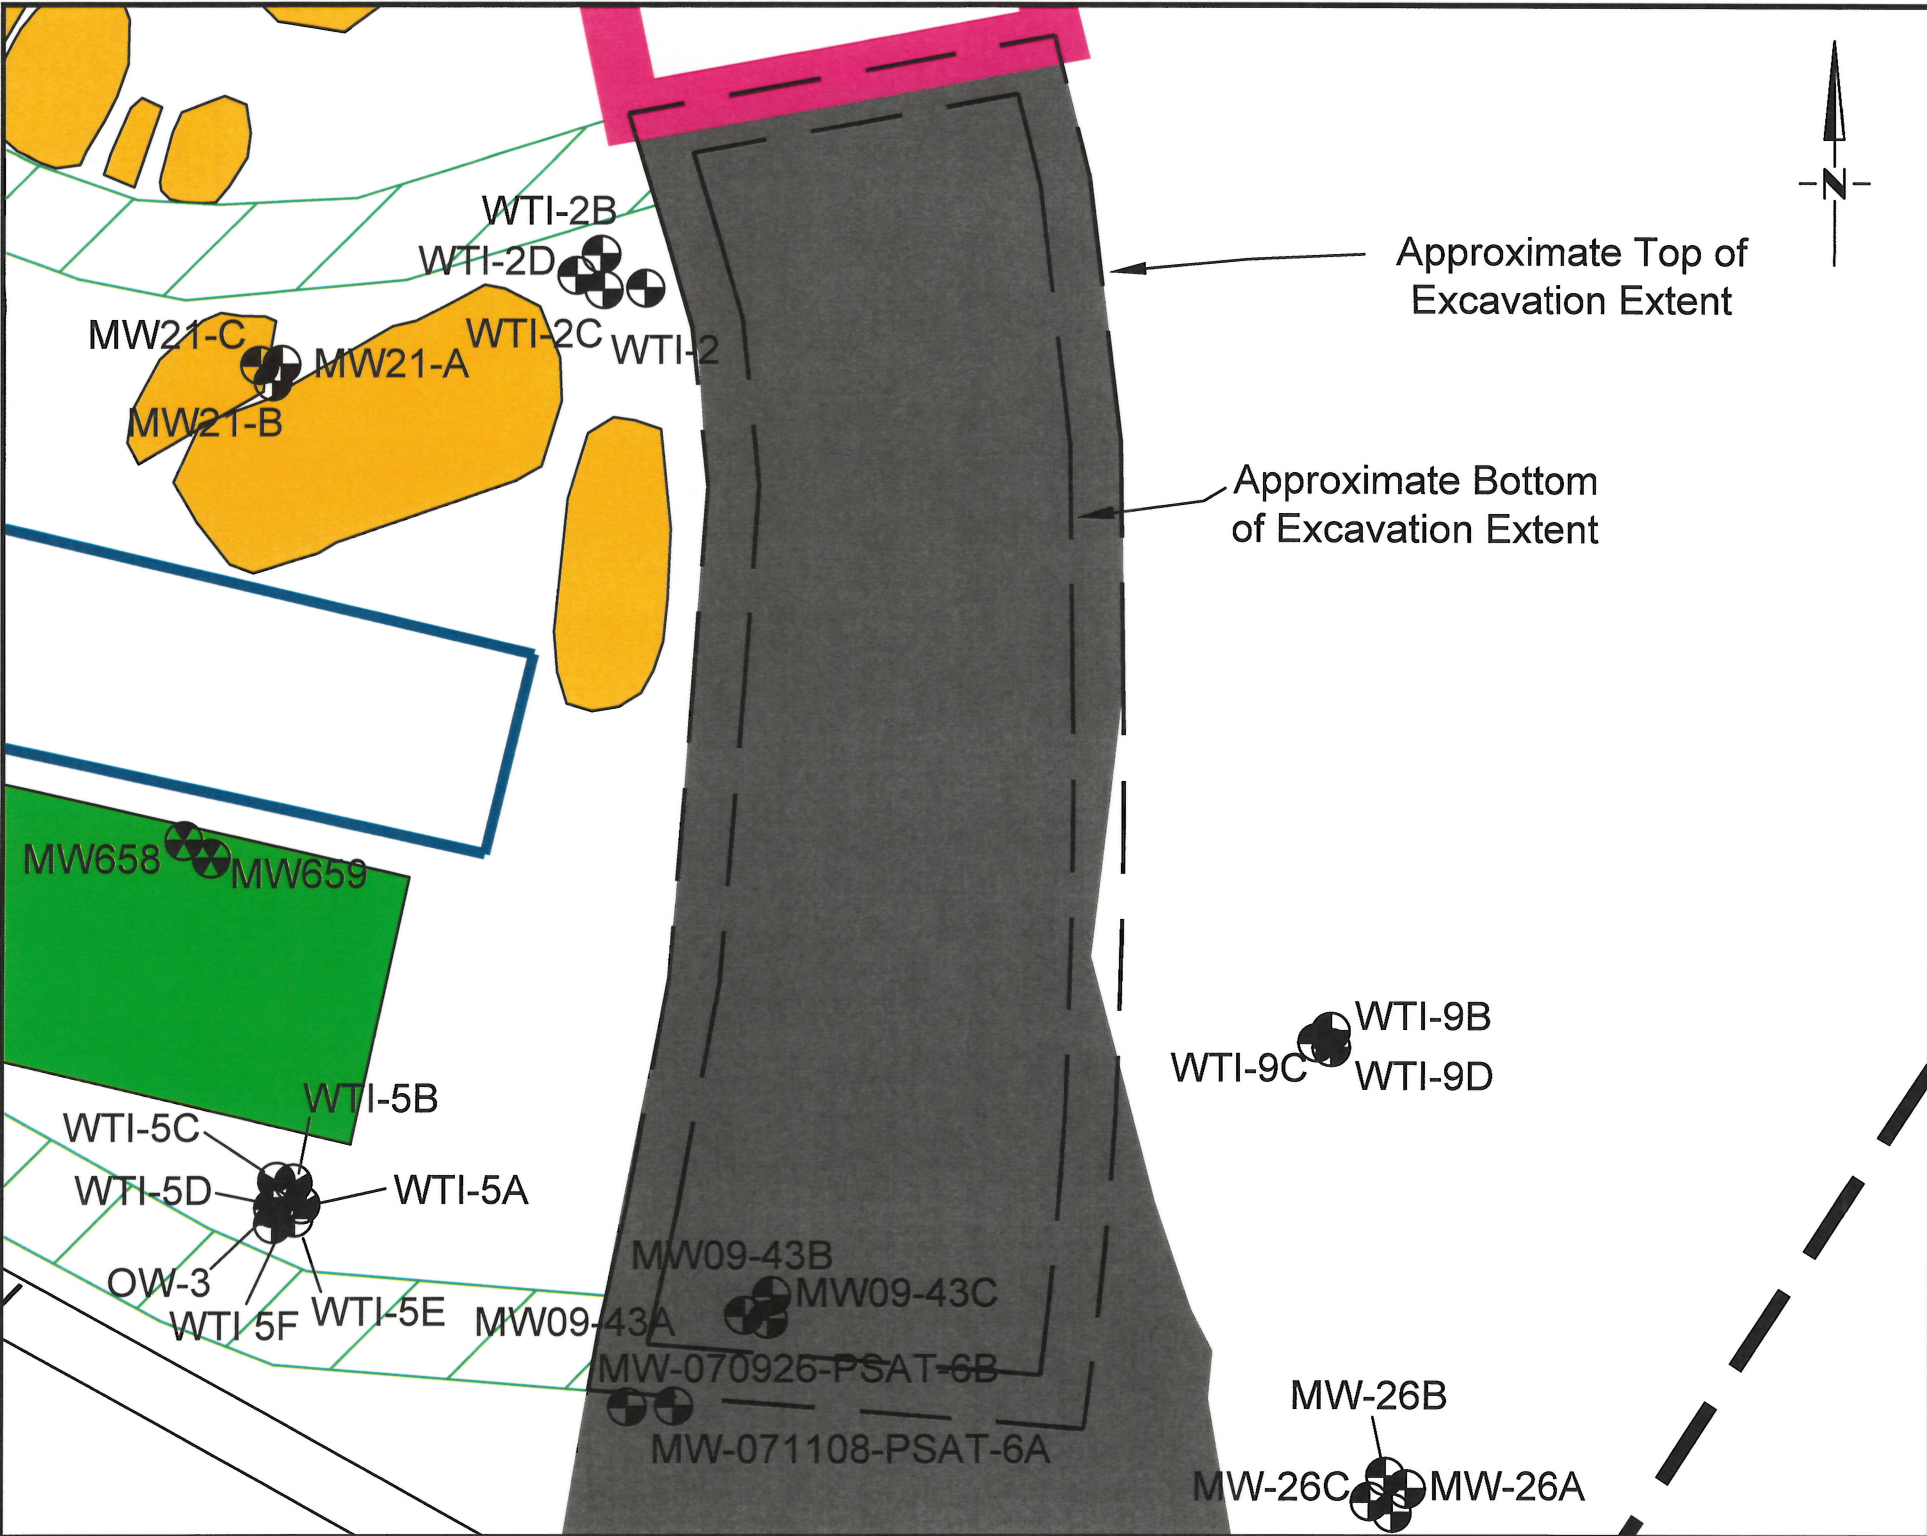 N
WTI-2B
WTI-2D
Approximate Top of
Excavation Extent
MW21-C
WTI-2C
WTI-2
MW21-A
MW21-B
Approximate Bottom
of Excavation Extent
MW658
MW659
WTI-9B
WTI-9C
WTI-9D
WTI-5B
WTI-5C
WTI-5D
WTI-5A
OW-3
WTI 5F
WTI-5E
MW09-43B
MW09-43C
MW09-43A
MW-070926-PSAT-6B
MW-071108-PSAT-6A
MW-26B
MW-26C
MW-26A